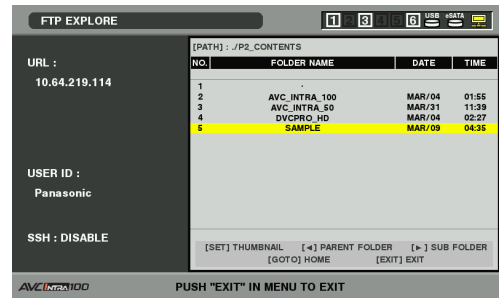 FTP EXPLORE
1 2 3 4 5 6 USB eSATA
URL :
10.64.219.114
USER ID :
Panasonic
SSH : DISABLE
[PATH] : ./P2_CONTENTS
NO. FOLDER NAME DATE TIME
1 .
2 AVC_INTRA_100 MAR/04 01:55
3 AVC_INTRA_50 MAR/31 11:39
4 DVCPRO_HD MAR/04 02:27
5 SAMPLE MAR/09 04:35
[SET] THUMBNAIL [◄] PARENT FOLDER [►] SUB FOLDER
[GOTO] HOME [EXIT] EXIT
AVC INTRA 100 PUSH "EXIT" IN MENU TO EXIT